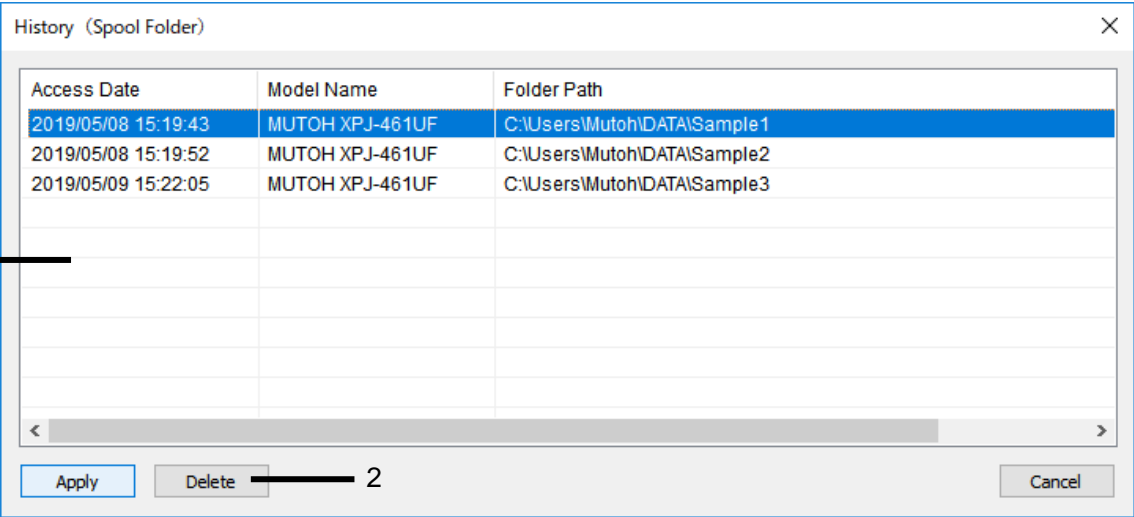 History (Spool Folder)
Access Date Model Name Folder Path
2019/05/08 15:19:43 MUTOH XPJ-461UF C:\Users\Mutoh\DATA\Sample1
2019/05/08 15:19:52 MUTOH XPJ-461UF C:\Users\Mutoh\DATA\Sample2
2019/05/09 15:22:05 MUTOH XPJ-461UF C:\Users\Mutoh\DATA\Sample3
Apply Delete 2 Cancel